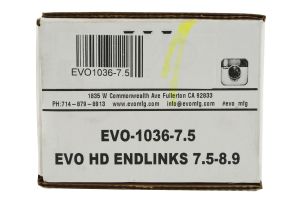 EVO1036-7.5
1835 W Commonwealth Ave Fullerton CA 92833
PH:714-879-8913 www.evomfg.com info@evomfg.com #evo_mfg
EVO-1036-7.5
EVO HD ENDLINKS 7.5-8.9